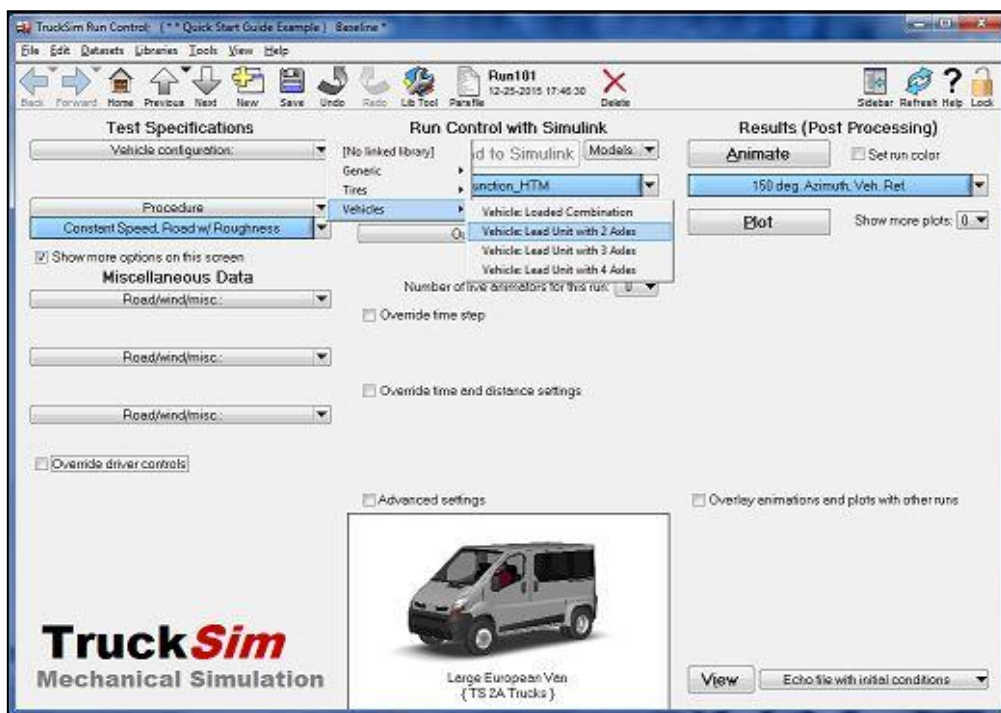 TruckSim Run Control; { * * Quick Start Guide Example } Baseline *
File Edit Datasets Libraries Tools View Help
Back Forward Home Previous Next New Save Undo Redo Lib Tool Parsfile
Run101
12-25-2015 17:46:30
Delete
Sidebar Refresh Help Lock
Test Specifications
Vehicle configuration:
Procedure
Constant Speed, Road w/ Roughness
Show more options on this screen
Miscellaneous Data
Road/wind/misc.:
Road/wind/misc.:
Road/wind/misc.:
Override driver controls
Run Control with Simulink
[No linked library]
Generic
Tires
Vehicles
d to Simulink
Models:
unction_HTM
Vehicle: Loaded Combination
Vehicle: Lead Unit with 2 Axles
Vehicle: Lead Unit with 3 Axles
Vehicle: Lead Unit with 4 Axles
Number of live animators for this run: 0
Override time step
Override time and distance settings
Advanced settings
Results (Post Processing)
Animate
Set run color
150 deg. Azimuth, Veh. Ref.
Plot
Show more plots: 0
Overlay animations and plots with other runs
TruckSim
Mechanical Simulation
Large European Van
{ TS 2A Trucks }
View
Echo file with initial conditions